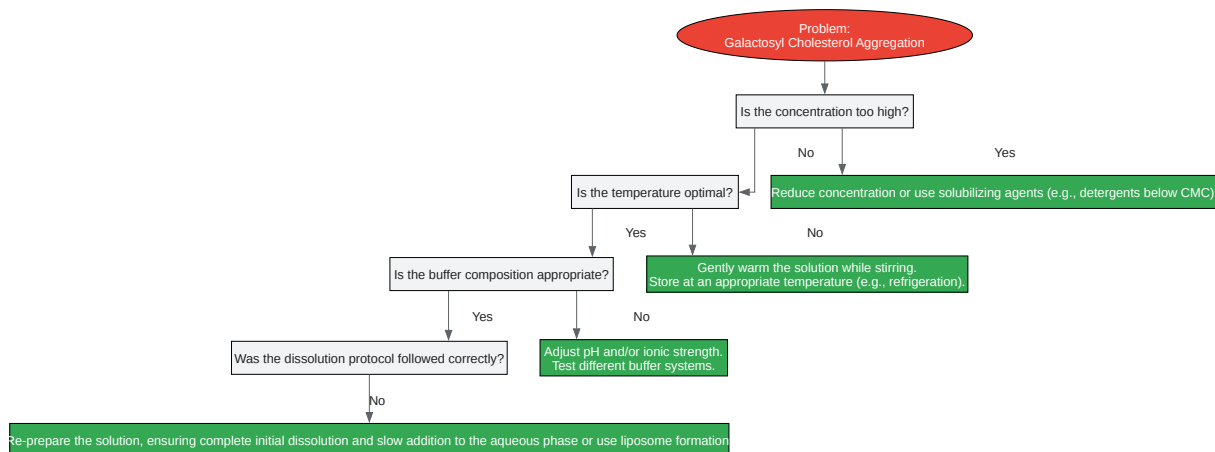 Problem:
Galactosyl Cholesterol Aggregation
Is the concentration too high?
No
Yes
Is the temperature optimal?
Reduce concentration or use solubilizing agents (e.g., detergents below CMC)
Yes
No
Is the buffer composition appropriate?
Gently warm the solution while stirring.
Store at an appropriate temperature (e.g., refrigeration).
Yes
No
Was the dissolution protocol followed correctly?
Adjust pH and/or ionic strength.
Test different buffer systems.
No
Re-prepare the solution, ensuring complete initial dissolution and slow addition to the aqueous phase or use liposome formation